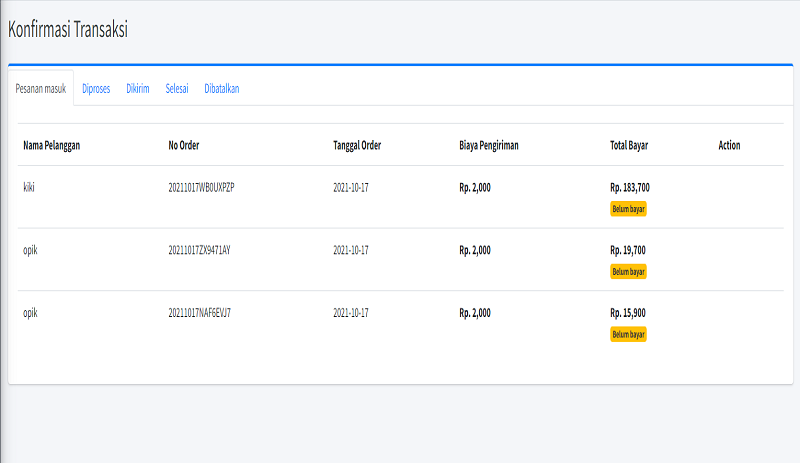 Konfirmasi Transaksi
Pesanan masuk Diproses Dikirim Selesai Dibatalkan
Nama Pelanggan No Order Tanggal Order Biaya Pengiriman Total Bayar Action
kiki 20211017WB0UXPZP 2021-10-17 Rp. 2,000 Rp. 183,700
Belum bayar
opik 20211017ZX9471AY 2021-10-17 Rp. 2,000 Rp. 19,700
Belum bayar
opik 20211017NAF6EVJ7 2021-10-17 Rp. 2,000 Rp. 15,900
Belum bayar